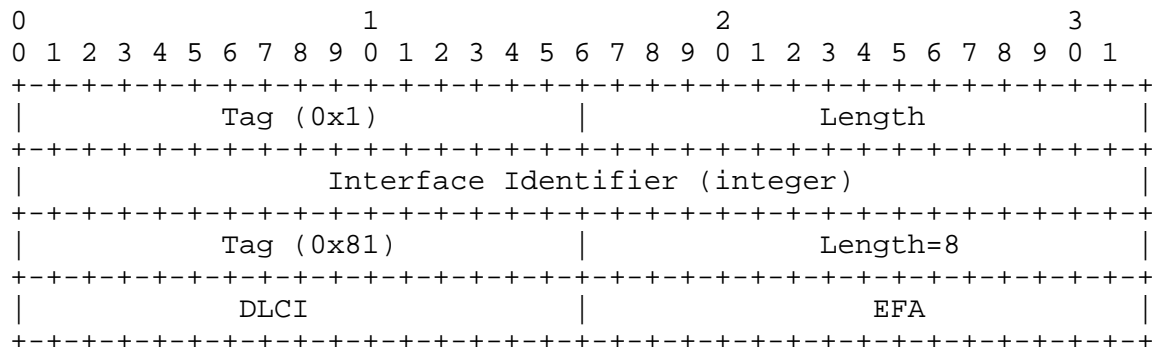 0                   1                   2                   3
0 1 2 3 4 5 6 7 8 9 0 1 2 3 4 5 6 7 8 9 0 1 2 3 4 5 6 7 8 9 0 1
+-+-+-+-+-+-+-+-+-+-+-+-+-+-+-+-+-+-+-+-+-+-+-+-+-+-+-+-+-+-+-+-+
|           Tag (0x1)           |             Length            |
+-+-+-+-+-+-+-+-+-+-+-+-+-+-+-+-+-+-+-+-+-+-+-+-+-+-+-+-+-+-+-+-+
|                 Interface Identifier (integer)                |
+-+-+-+-+-+-+-+-+-+-+-+-+-+-+-+-+-+-+-+-+-+-+-+-+-+-+-+-+-+-+-+-+
|           Tag (0x81)          |             Length=8          |
+-+-+-+-+-+-+-+-+-+-+-+-+-+-+-+-+-+-+-+-+-+-+-+-+-+-+-+-+-+-+-+-+
|            DLCI               |                EFA            |
+-+-+-+-+-+-+-+-+-+-+-+-+-+-+-+-+-+-+-+-+-+-+-+-+-+-+-+-+-+-+-+-+